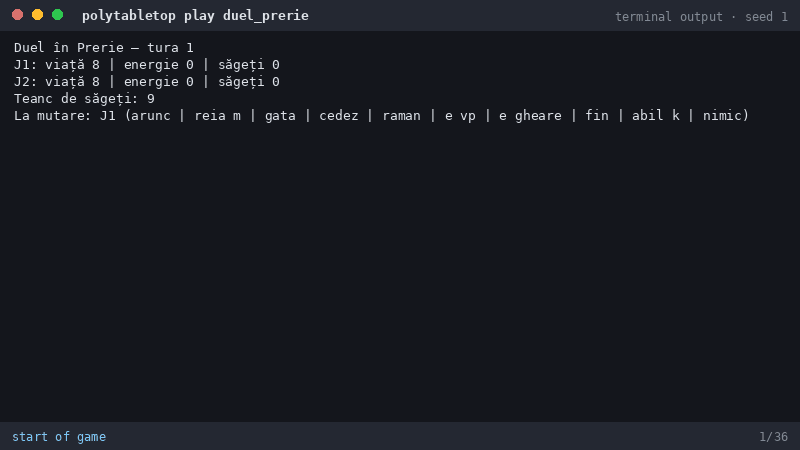 polytabletop play duel_prerie
terminal output · seed 1
Duel în Prerie — tura 1
J1: viață 8 | energie 0 | săgeți 0
J2: viață 8 | energie 0 | săgeți 0
Teanc de săgeți: 9
La mutare: J1 (arunc | reia m | gata | cedez | raman | e vp | e gheare | fin | abil k | nimic)
start of game
1/36